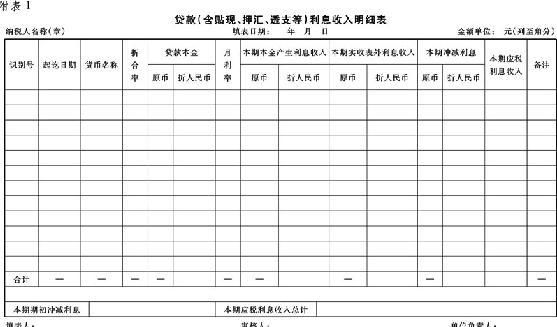 附表 1
贷款(含贴现、押汇、透支等)利息收入明细表
纳税人名称(章) 填表日期: 年 月 日 金额单位: 元(列至角分)
识别号 起讫日期 货币名称 折合率 贷款本金 月利率 本期本金产生利息收入 本期实收表外利息收入 本期冲减利息 本期应税利息收入 备注
原币 折人民币 原币 折人民币 原币 折人民币 原币 折人民币
合计 — — — — — — — — —
本期期初冲减利息 本期应税利息收入总计
填表人: 审核人: 单位负责人: